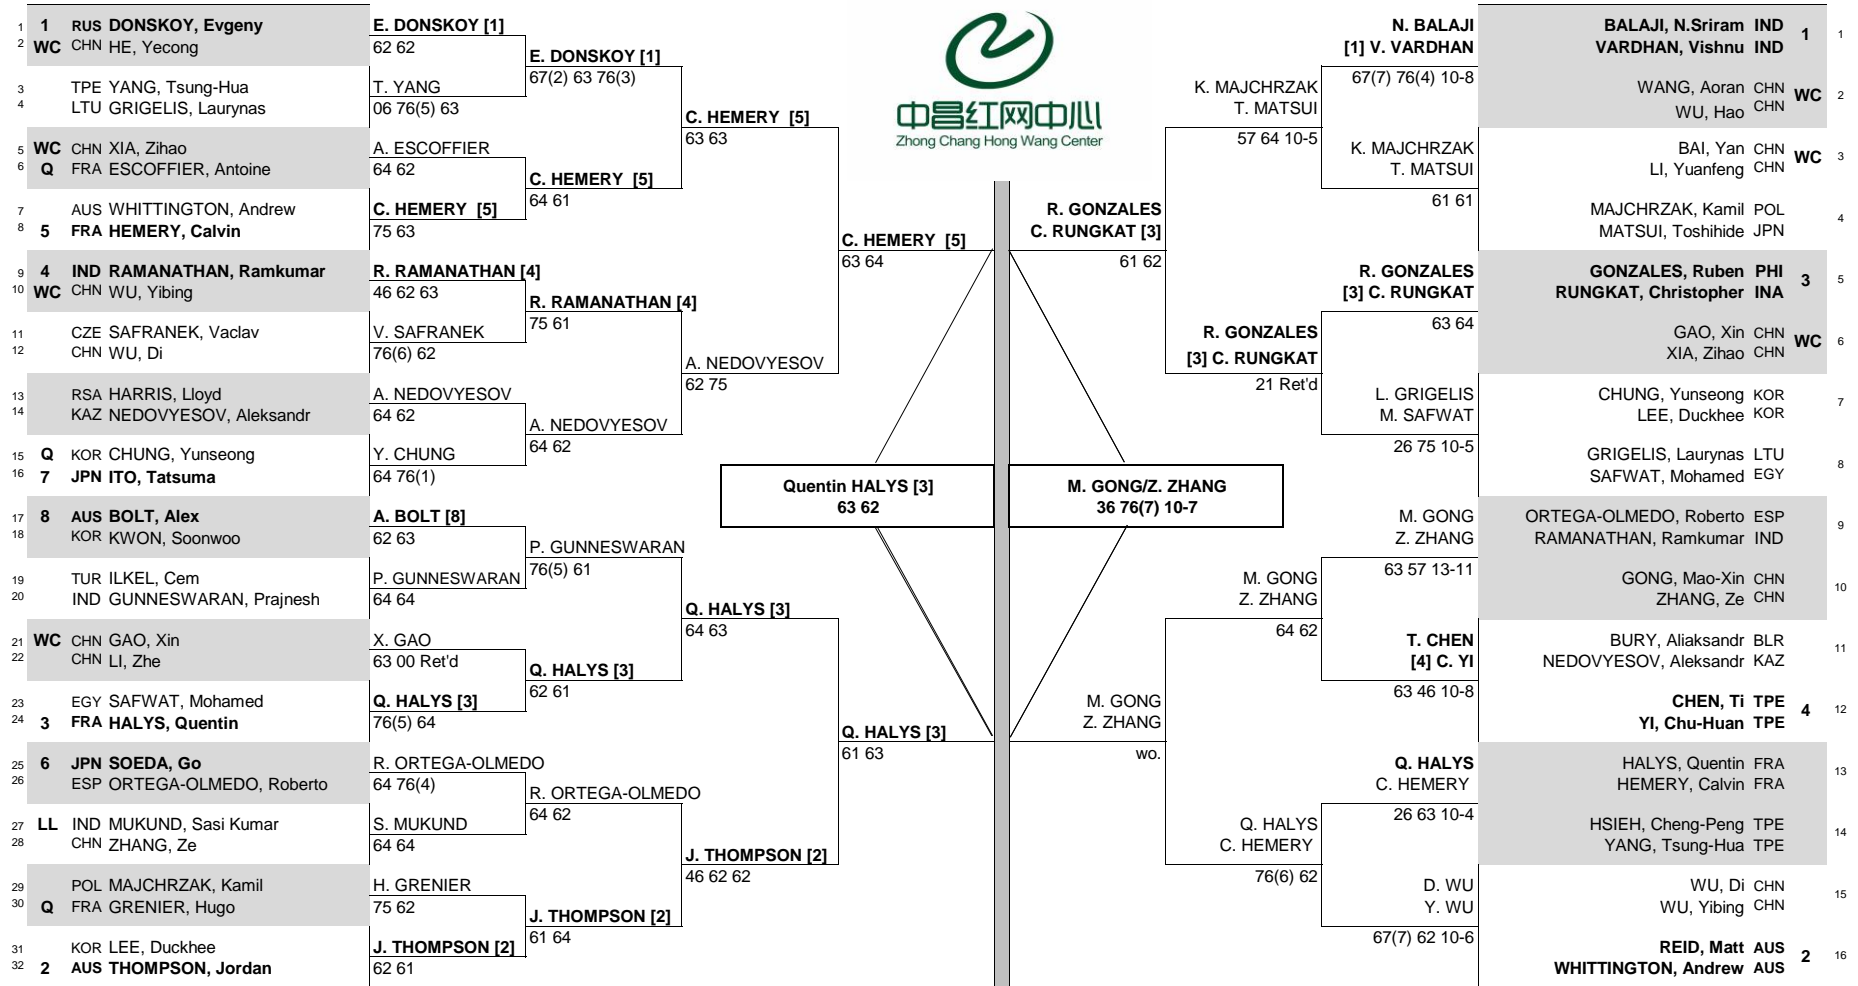 1 1 RUS DONSKOY, Evgeny
2 WC CHN HE, Yecong
3 TPE YANG, Tsung-Hua
4 LTU GRIGELIS, Laurynas
5 WC CHN XIA, Zihao
6 Q FRA ESCOFFIER, Antoine
7 AUS WHITTINGTON, Andrew
8 5 FRA HEMERY, Calvin
9 4 IND RAMANATHAN, Ramkumar
10 WC CHN WU, Yibing
11 CZE SAFRANEK, Vaclav
12 CHN WU, Di
13 RSA HARRIS, Lloyd
14 KAZ NEDOVYESOV, Aleksandr
15 Q KOR CHUNG, Yunseong
16 7 JPN ITO, Tatsuma
17 8 AUS BOLT, Alex
18 KOR KWON, Soonwoo
19 TUR ILKEL, Cem
20 IND GUNNESWARAN, Prajnesh
21 WC CHN GAO, Xin
22 CHN LI, Zhe
23 EGY SAFWAT, Mohamed
24 3 FRA HALYS, Quentin
25 6 JPN SOEDA, Go
26 ESP ORTEGA-OLMEDO, Roberto
27 LL IND MUKUND, Sasi Kumar
28 CHN ZHANG, Ze
29 POL MAJCHRZAK, Kamil
30 Q FRA GRENIER, Hugo
31 KOR LEE, Duckhee
32 2 AUS THOMPSON, Jordan
E. DONSKOY [1]
62 62
T. YANG
06 76(5) 63
A. ESCOFFIER
64 62
C. HEMERY [5]
75 63
R. RAMANATHAN [4]
46 62 63
V. SAFRANEK
76(6) 62
A. NEDOVYESOV
64 62
Y. CHUNG
64 76(1)
A. BOLT [8]
62 63
P. GUNNESWARAN
64 64
X. GAO
63 00 Ret'd
Q. HALYS [3]
76(5) 64
R. ORTEGA-OLMEDO
64 76(4)
S. MUKUND
64 64
H. GRENIER
75 62
J. THOMPSON [2]
62 61
E. DONSKOY [1]
67(2) 63 76(3)
C. HEMERY [5]
64 61
R. RAMANATHAN [4]
75 61
A. NEDOVYESOV
64 62
P. GUNNESWARAN
76(5) 61
Q. HALYS [3]
62 61
R. ORTEGA-OLMEDO
64 62
J. THOMPSON [2]
61 64
C. HEMERY [5]
63 63
A. NEDOVYESOV
62 75
Q. HALYS [3]
64 63
J. THOMPSON [2]
46 62 62
C. HEMERY [5]
63 64
Q. HALYS [3]
61 63
Quentin HALYS [3]
63 62
中昌红网中心
Zhong Chang Hong Wang Center
M. GONG/Z. ZHANG
36 76(7) 10-7
R. GONZALES
C. RUNGKAT [3]
61 62
M. GONG
Z. ZHANG
wo.
K. MAJCHRZAK
T. MATSUI
57 64 10-5
R. GONZALES
[3] C. RUNGKAT
21 Ret'd
M. GONG
Z. ZHANG
64 62
Q. HALYS
C. HEMERY
76(6) 62
N. BALAJI
[1] V. VARDHAN
67(7) 76(4) 10-8
K. MAJCHRZAK
T. MATSUI
61 61
R. GONZALES
[3] C. RUNGKAT
63 64
L. GRIGELIS
M. SAFWAT
26 75 10-5
M. GONG
Z. ZHANG
63 57 13-11
T. CHEN
[4] C. YI
63 46 10-8
Q. HALYS
C. HEMERY
26 63 10-4
D. WU
Y. WU
67(7) 62 10-6
BALAJI, N.Sriram IND 1 1
VARDHAN, Vishnu IND
WANG, Aoran CHN WC 2
WU, Hao CHN
BAI, Yan CHN WC 3
LI, Yuanfeng CHN
MAJCHRZAK, Kamil POL 4
MATSUI, Toshihide JPN
GONZALES, Ruben PHI 3 5
RUNGKAT, Christopher INA
GAO, Xin CHN WC 6
XIA, Zihao CHN
CHUNG, Yunseong KOR 7
LEE, Duckhee KOR
GRIGELIS, Laurynas LTU 8
SAFWAT, Mohamed EGY
ORTEGA-OLMEDO, Roberto ESP 9
RAMANATHAN, Ramkumar IND
GONG, Mao-Xin CHN 10
ZHANG, Ze CHN
BURY, Aliaksandr BLR 11
NEDOVYESOV, Aleksandr KAZ
CHEN, Ti TPE 4 12
YI, Chu-Huan TPE
HALYS, Quentin FRA 13
HEMERY, Calvin FRA
HSIEH, Cheng-Peng TPE 14
YANG, Tsung-Hua TPE
WU, Di CHN 15
WU, Yibing CHN
REID, Matt AUS 2 16
WHITTINGTON, Andrew AUS